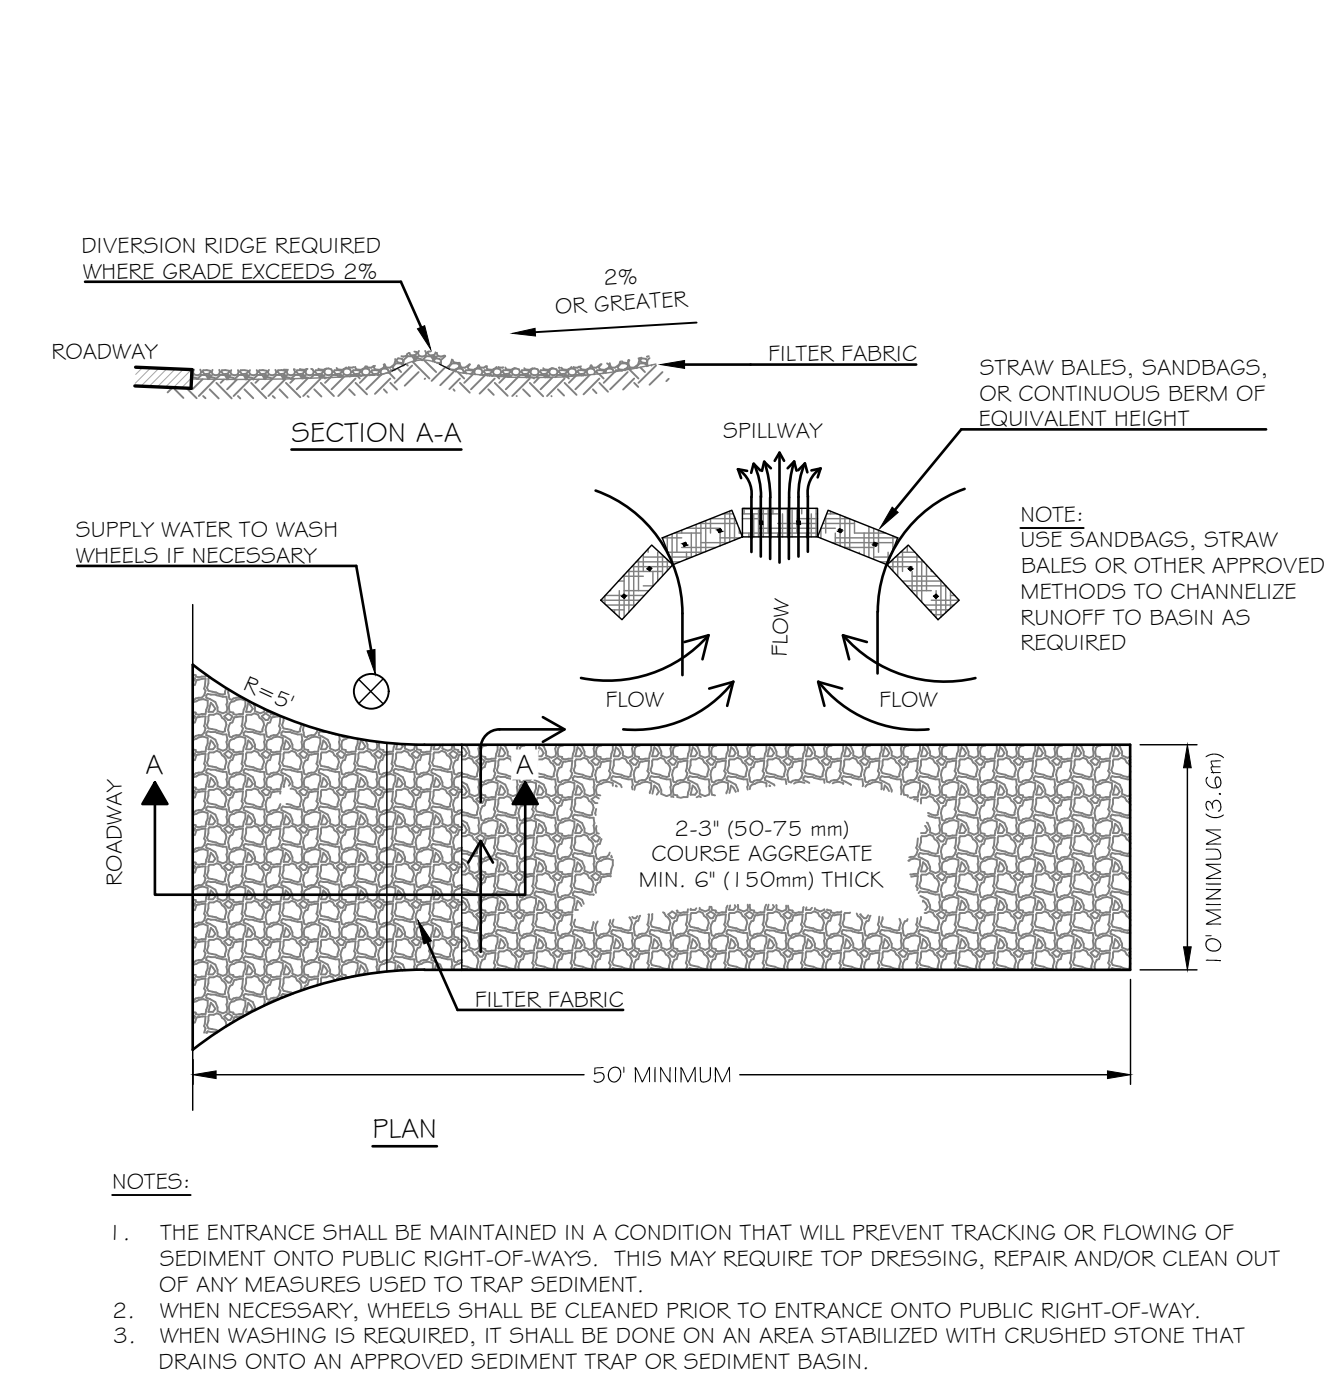 DIVERSION RIDGE REQUIRED
WHERE GRADE EXCEEDS 2%
2%
OR GREATER
ROADWAY
FILTER FABRIC
SECTION A-A
STRAW BALES, SANDBAGS,
OR CONTINUOUS BERM OF
EQUIVALENT HEIGHT
SPILLWAY
SUPPLY WATER TO WASH
WHEELS IF NECESSARY
NOTE:
USE SANDBAGS, STRAW
BALES OR OTHER APPROVED
METHODS TO CHANNELIZE
RUNOFF TO BASIN AS
REQUIRED
FLOW
FLOW
FLOW
R=5'
A
A
ROADWAY
2-3" (50-75 mm)
COURSE AGGREGATE
MIN. 6" (150mm) THICK
10' MINIMUM (3.6m)
FILTER FABRIC
50' MINIMUM
PLAN
NOTES:
1. THE ENTRANCE SHALL BE MAINTAINED IN A CONDITION THAT WILL PREVENT TRACKING OR FLOWING OF
SEDIMENT ONTO PUBLIC RIGHT-OF-WAYS. THIS MAY REQUIRE TOP DRESSING, REPAIR AND/OR CLEAN OUT
OF ANY MEASURES USED TO TRAP SEDIMENT.
2. WHEN NECESSARY, WHEELS SHALL BE CLEANED PRIOR TO ENTRANCE ONTO PUBLIC RIGHT-OF-WAY.
3. WHEN WASHING IS REQUIRED, IT SHALL BE DONE ON AN AREA STABILIZED WITH CRUSHED STONE THAT
DRAINS ONTO AN APPROVED SEDIMENT TRAP OR SEDIMENT BASIN.